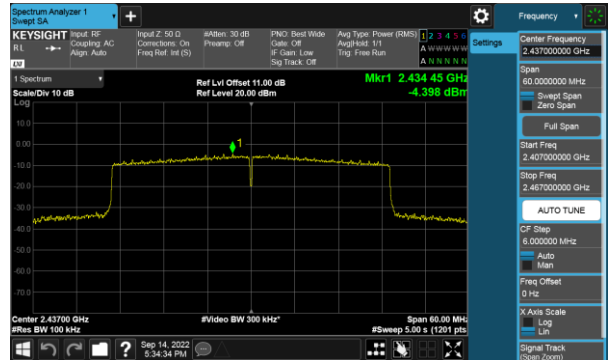 Spectrum Analyzer 1
Swept SA
+
Frequency
KEYSIGHT
RL
LXI
Input: RF
Coupling: AC
Align: Auto
Input Z: 50 Ω
Corrections: On
Freq Ref: Int (S)
#Atten: 30 dB
Preamp: Off
PNO: Best Wide
Gate: Off
IF Gain: Low
Sig Track: Off
Avg Type: Power (RMS)
Avg|Hold: 1/1
Trig: Free Run
1 2 3 4 5 6
A W W W W W
A N N N N N
1 Spectrum
Scale/Div 10 dB
Log
Ref Lvl Offset 11.00 dB
Ref Level 20.00 dBm
Mkr1 2.434 45 GHz
-4.398 dBm
10.0
0.00
-10.0
-20.0
-30.0
-40.0
-50.0
-60.0
-70.0
1
Center 2.43700 GHz
#Res BW 100 kHz
#Video BW 300 kHz*
Span 60.00 MHz
#Sweep 5.00 s (1201 pts
Sep 14, 2022
5:34:34 PM
?
Settings
Center Frequency
2.437000000 GHz
Span
60.0000000 MHz
Swept Span
Zero Span
Full Span
Start Freq
2.407000000 GHz
Stop Freq
2.467000000 GHz
AUTO TUNE
CF Step
6.000000 MHz
Auto
Man
Freq Offset
0 Hz
X Axis Scale
Log
Lin
Signal Track
(Span Zoom)